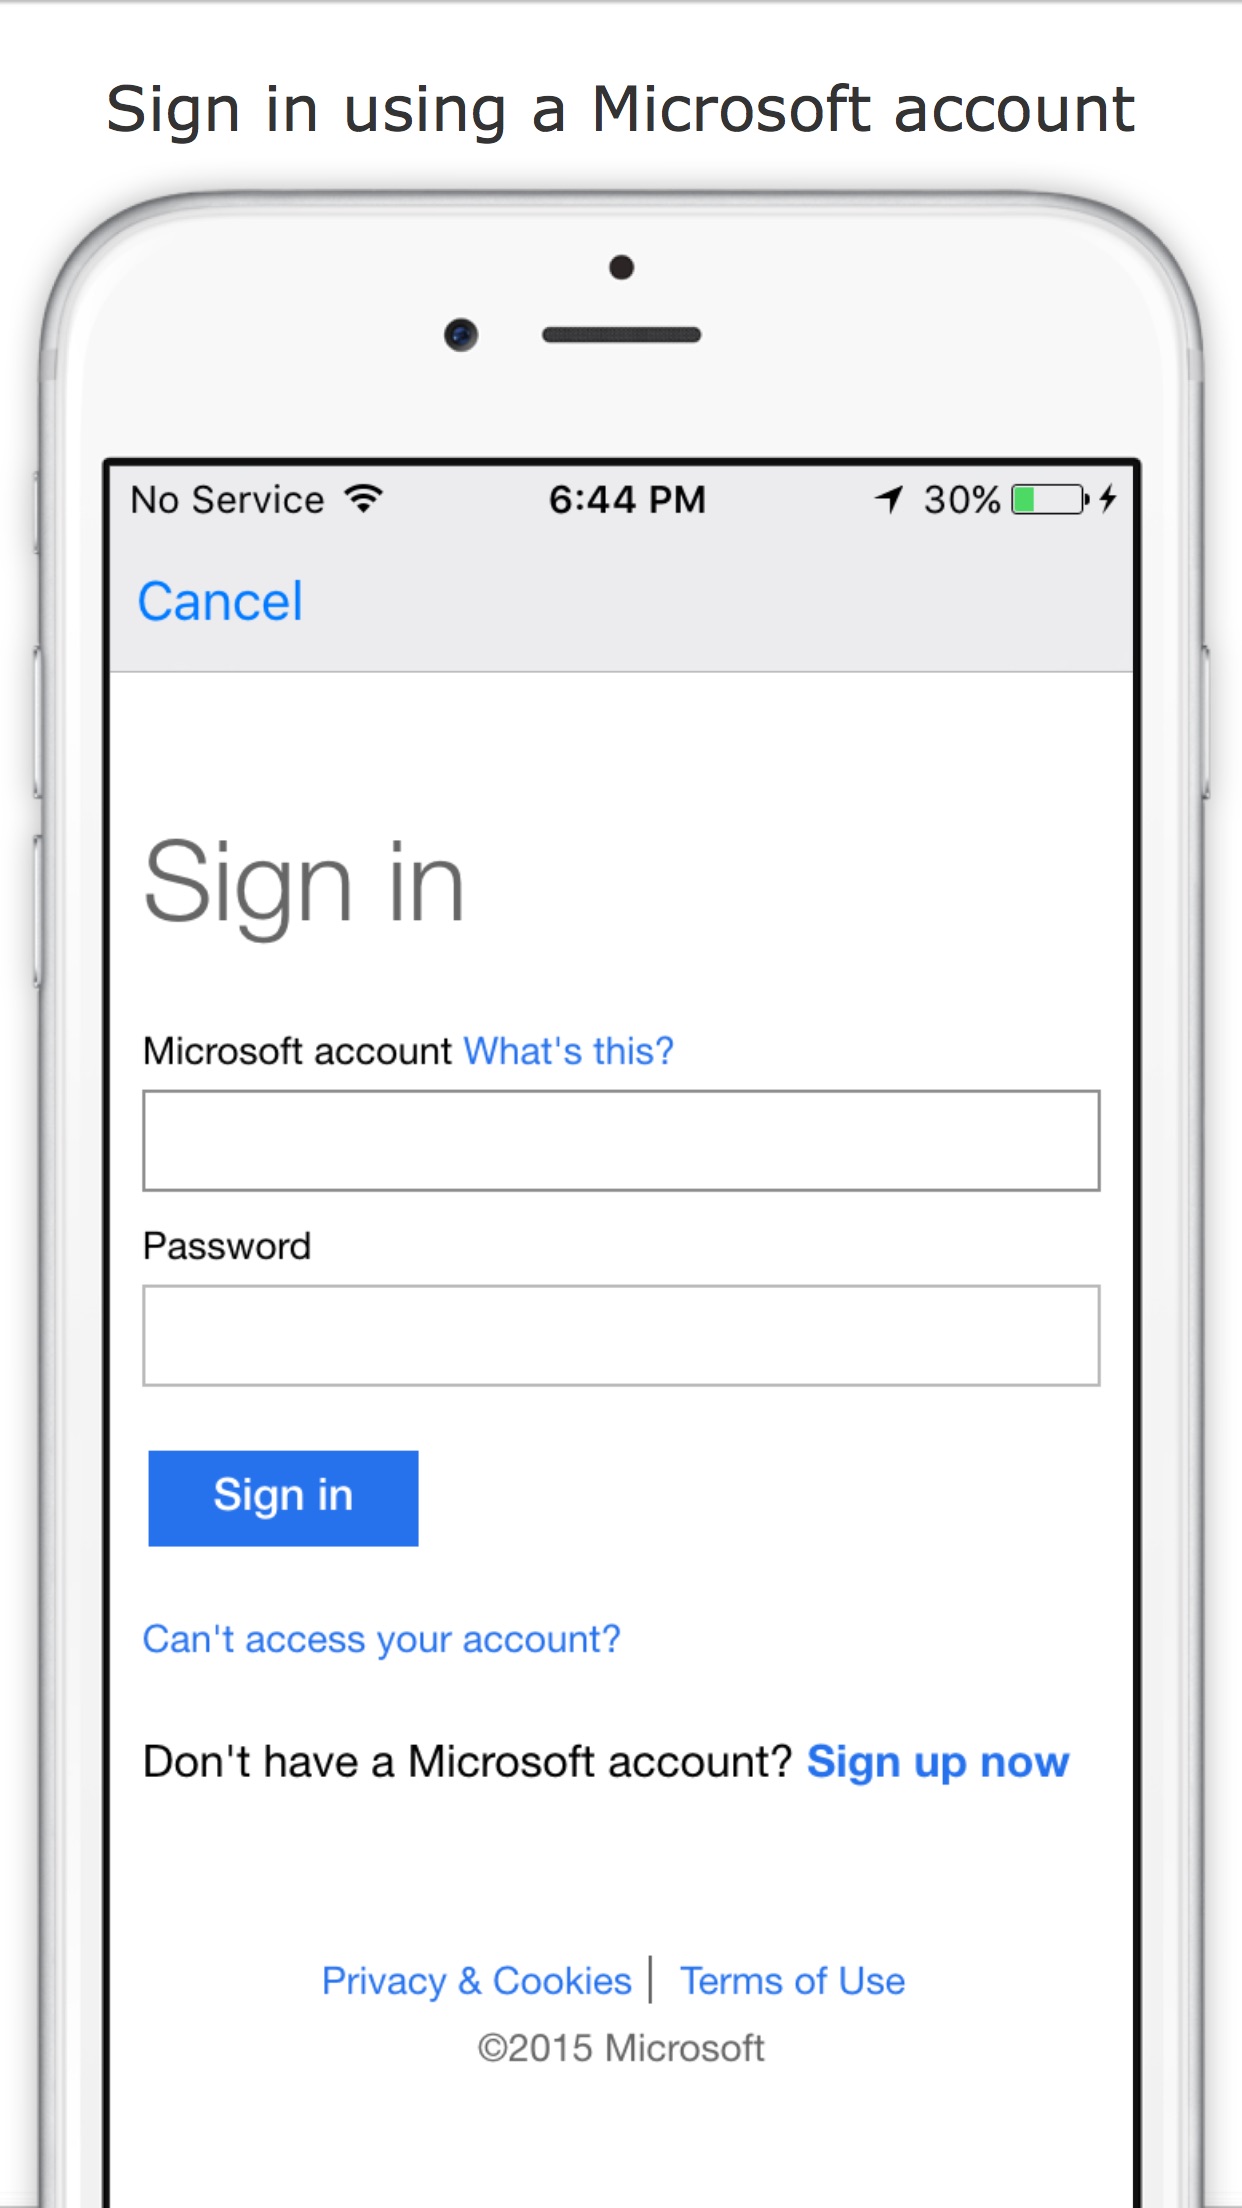 Sign in using a Microsoft account
No Service 6:44 PM 30%
Cancel
Sign in
Microsoft account What's this?
Password
Sign in
Can't access your account?
Don't have a Microsoft account? Sign up now
Privacy & Cookies | Terms of Use
©2015 Microsoft